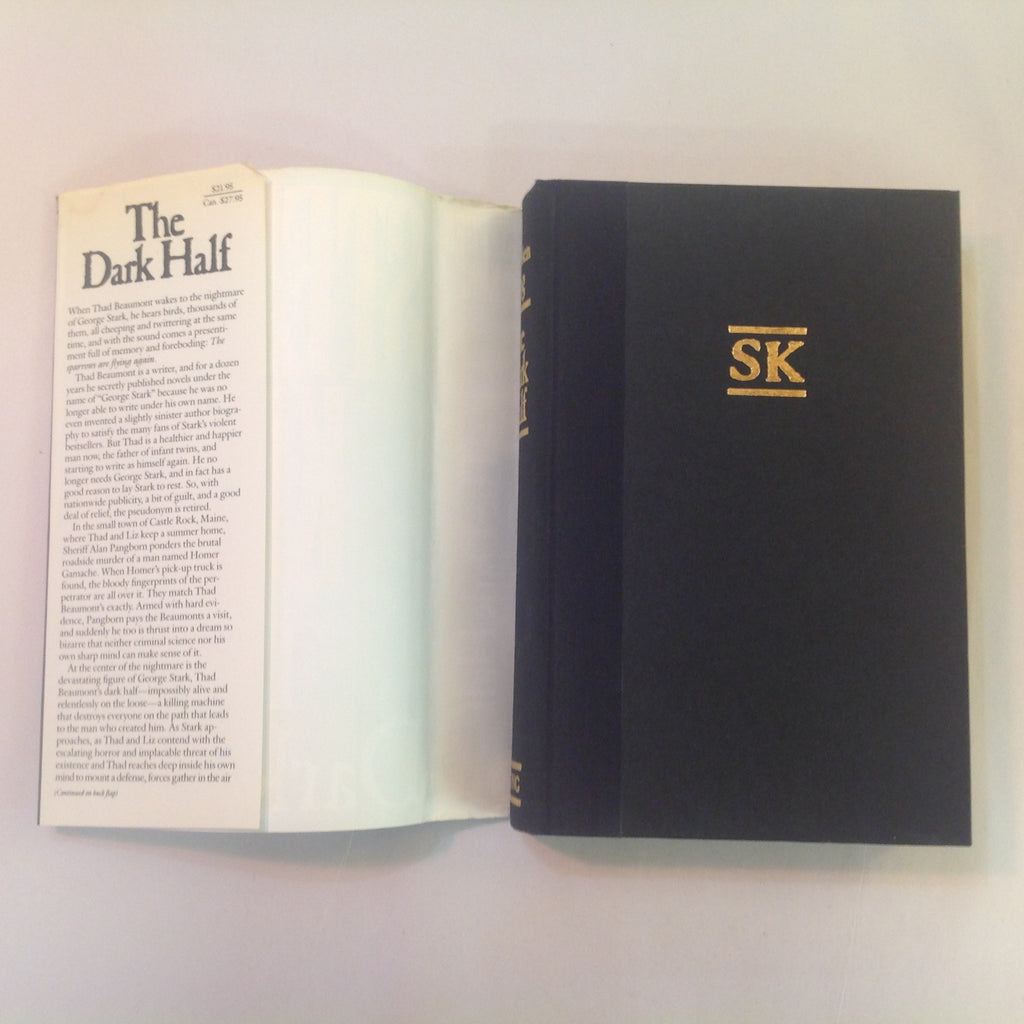 $21.95
Can. $27.95
The
Dark Half
When Thad Beaumont wakes to the nightmare
of George Stark, he hears birds, thousands of
them, all cheeping and twittering at the same
time, and with the sound comes a presenti-
ment full of memory and foreboding: The
sparrows are flying again.
Thad Beaumont is a writer, and for a dozen
years he secretly published novels under the
name of "George Stark" because he was no
longer able to write under his own name. He
even invented a slightly sinister author biogra-
phy to satisfy the many fans of Stark's violent
bestsellers. But Thad is a healthier and happier
man now, the father of infant twins, and
starting to write as himself again. He no
longer needs George Stark, and in fact has a
good reason to lay Stark to rest. So, with
nationwide publicity, a bit of guilt, and a good
deal of relief, the pseudonym is retired.
In the small town of Castle Rock, Maine,
where Thad and Liz keep a summer home,
Sheriff Alan Pangborn ponders the brutal
roadside murder of a man named Homer
Gamache. When Homer's pick-up truck is
found, the bloody fingerprints of the per-
petrator are all over it. They match Thad
Beaumont's exactly. Armed with hard evi-
dence, Pangborn pays the Beaumonts a visit,
and suddenly he too is thrust into a dream so
bizarre that neither criminal science nor his
own sharp mind can make sense of it.
At the center of the nightmare is the
devastating figure of George Stark, Thad
Beaumont's dark half—impossibly alive and
relentlessly on the loose—a killing machine
that destroys everyone on the path that leads
to the man who created him. As Stark ap-
proaches, as Thad and Liz contend with the
escalating horror and implacable threat of his
existence and Thad reaches deep inside his own
mind to mount a defense, forces gather in the air
(Continued on back flap)
SK